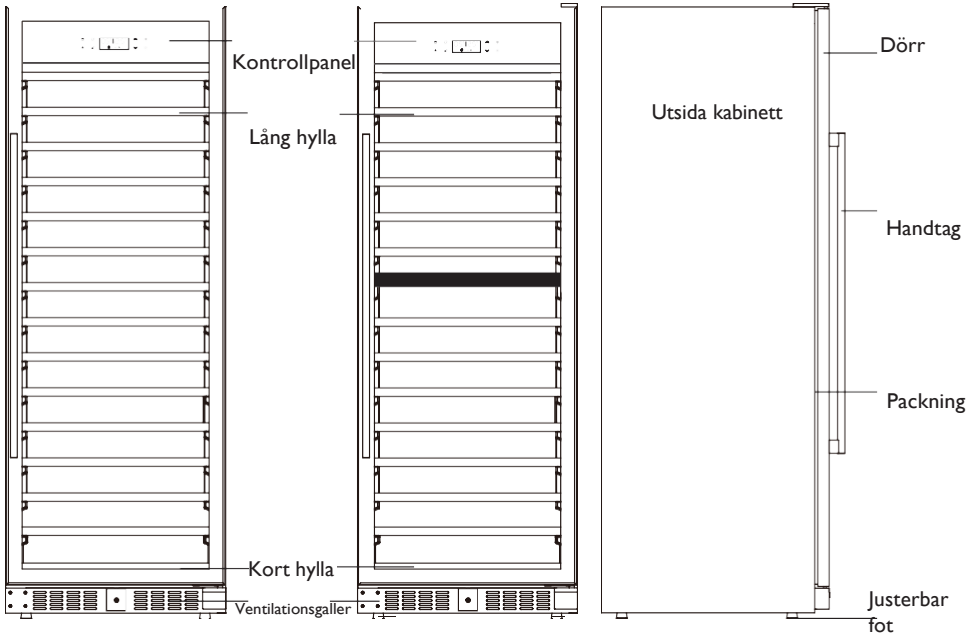 Kontrollpanel
Lång hylla
Kort hylla
Ventilationsgaller
Utsida kabinett
Dörr
Handtag
Packning
Justerbar
fot